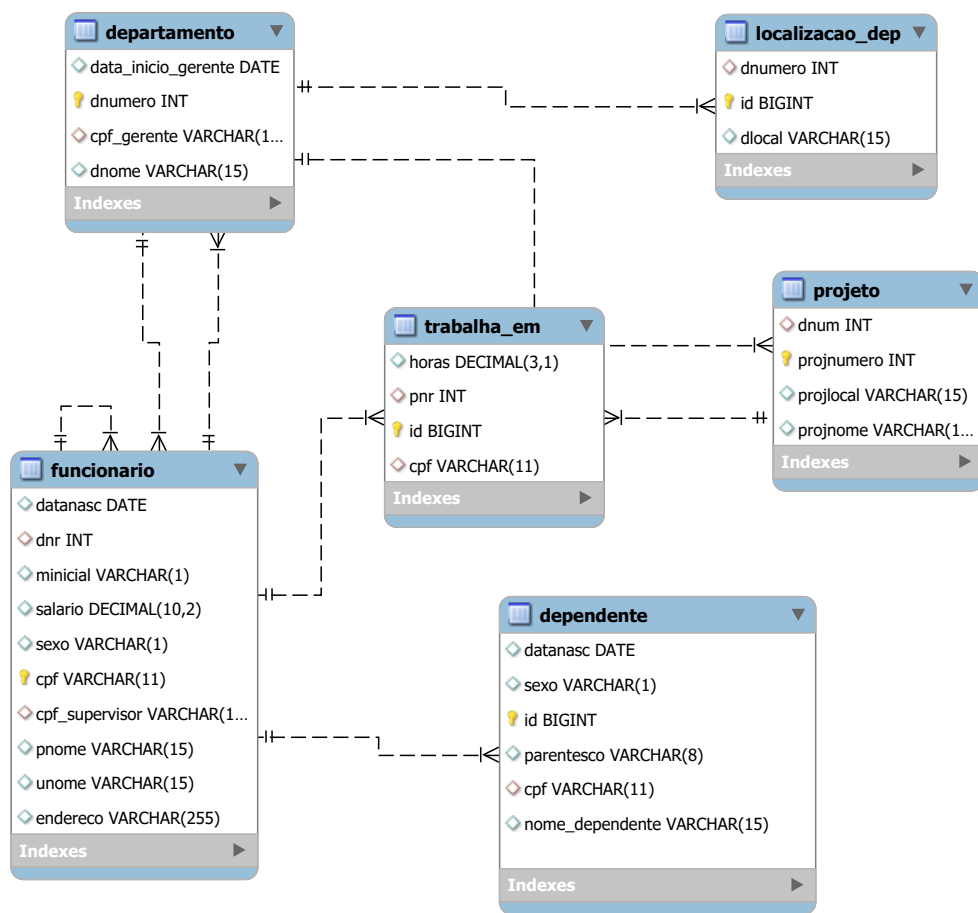 departamento
data_inicio_gerente DATE
dnumero INT
cpf_gerente VARCHAR(1...
dnome VARCHAR(15)
Indexes
localizacao_dep
dnumero INT
id BIGINT
dlocal VARCHAR(15)
Indexes
trabalha_em
horas DECIMAL(3,1)
pnr INT
id BIGINT
cpf VARCHAR(11)
Indexes
projeto
dnum INT
projnumero INT
projlocal VARCHAR(15)
projnome VARCHAR(1...
Indexes
funcionario
datanasc DATE
dnr INT
minicial VARCHAR(1)
salario DECIMAL(10,2)
sexo VARCHAR(1)
cpf VARCHAR(11)
cpf_supervisor VARCHAR(1...
pnome VARCHAR(15)
unome VARCHAR(15)
endereco VARCHAR(255)
Indexes
dependente
datanasc DATE
sexo VARCHAR(1)
id BIGINT
parentesco VARCHAR(8)
cpf VARCHAR(11)
nome_dependente VARCHAR(15)
Indexes